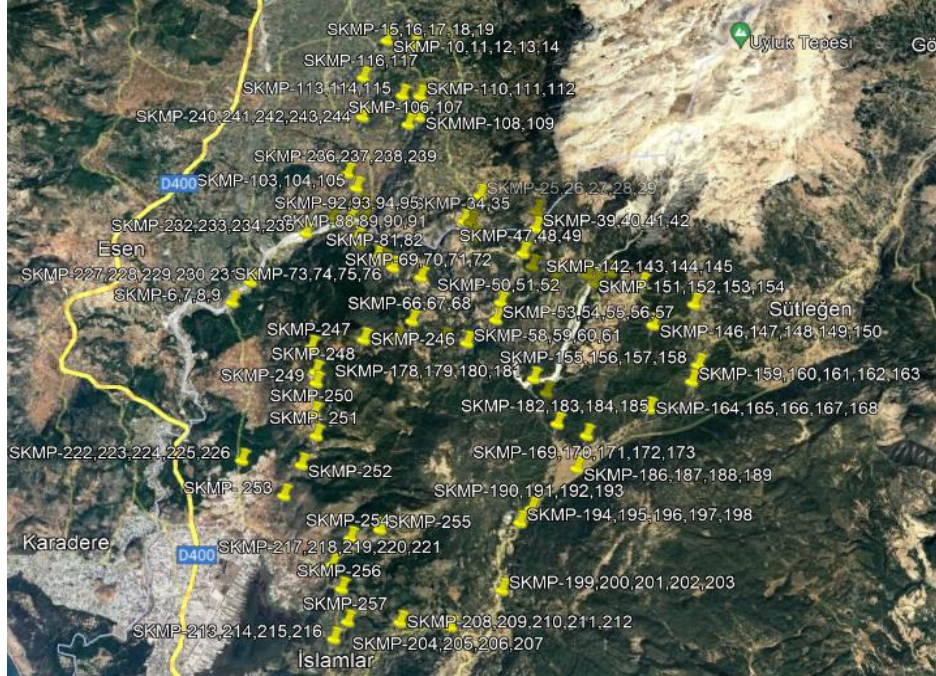 SKMP-15,16,17,18,19
SKMP-10,11,12,13,14
Uyluk Tepesi
Gö
SKMP-116,117
SKMP-113,114,115
SKMP-110,111,112
SKMP-106,107
SKMP-240,241,242,243,244
SKMMP-108,109
SKMP-236,237,238,239
D400
SKMP-103,104,105
SKMP-25,26,27,28,29
SKMP-92,93,94,95
SKMP-34,35
SKMP-232,233,234,235
SKMP-88,89,90,91
SKMP-39,40,41,42
SKMP-81,82
SKMP-47,48,49
Esen
SKMP-69,70,71,72
SKMP-142,143,144,145
SKMP-227,228,229,230,23
SKMP-73,74,75,76
SKMP-50,51,52
SKMP-151,152,153,154
SKMP-6,7,8,9
SKMP-66,67,68
SKMP-53,54,55,56,57
Sütleğen
SKMP-247
SKMP-246
SKMP-58,59,60,61
SKMP-146,147,148,149,150
SKMP-248
SKMP-155,156,157,158
SKMP-249
SKMP-178,179,180,181
SKMP-159,160,161,162,163
SKMP-250
SKMP-182,183,184,185
SKMP-164,165,166,167,168
SKMP-251
SKMP-222,223,224,225,226
SKMP-169,170,171,172,173
SKMP-252
SKMP-186,187,188,189
SKMP-253
SKMP-190,191,192,193
SKMP-194,195,196,197,198
SKMP-254
SKMP-255
Karadere
D400
SKMP-217,218,219,220,221
SKMP-256
SKMP-199,200,201,202,203
SKMP-257
SKMP-208,209,210,211,212
SKMP-213,214,215,216
SKMP-204,205,206,207
İslamlar